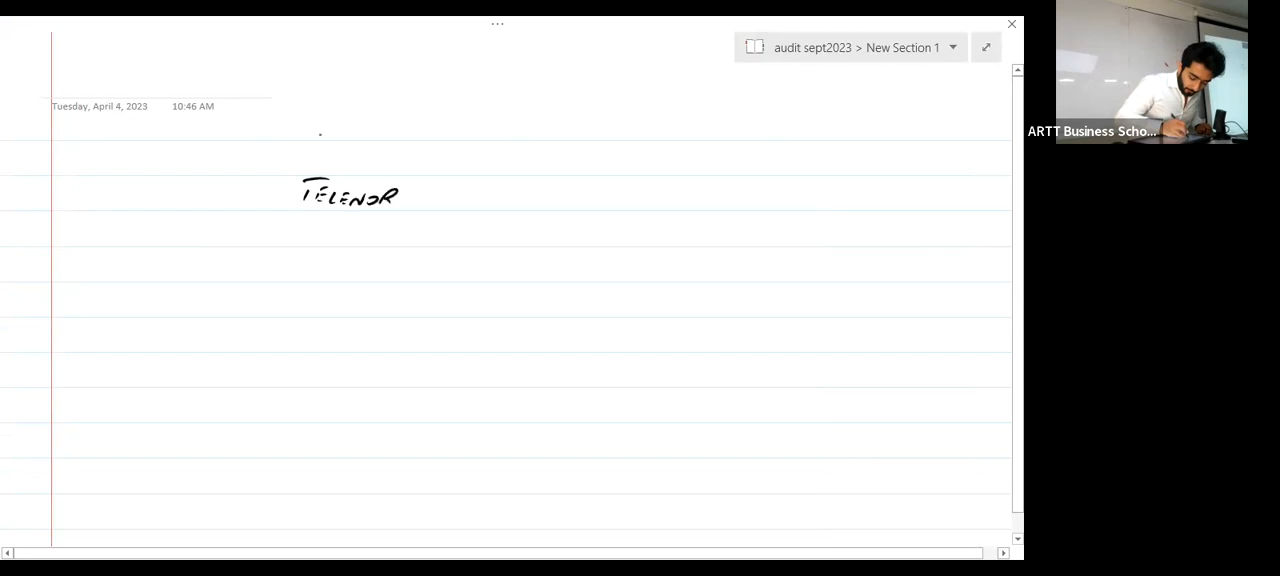 audit sept2023 > New Section 1
Tuesday, April 4, 2023 10:46 AM
TELENOR
ARTT Business Scho...